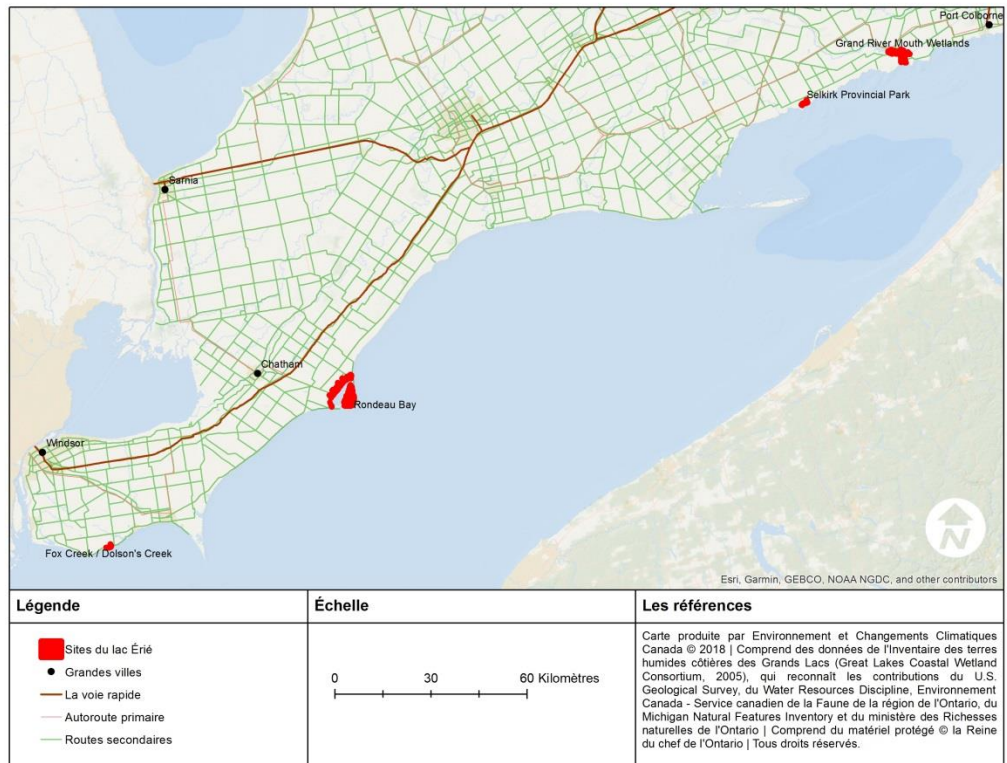 Port Colborne
Grand River Mouth Wetlands
Selkirk Provincial Park
Sarnia
Chatham
Rondeau Bay
Windsor
Fox Creek / Dolson's Creek
N
Esri, Garmin, GEBCO, NOAA NGDC, and other contributors
Légende
Sites du lac Érié
Grandes villes
La voie rapide
Autoroute primaire
Routes secondaires
Échelle
0 30 60 Kilomètres
Les références
Carte produite par Environnement et Changements Climatiques
Canada © 2018 | Comprend des données de l'Inventaire des terres
humides côtières des Grands Lacs (Great Lakes Coastal Wetland
Consortium, 2005), qui reconnaît les contributions du U.S.
Geological Survey, du Water Resources Discipline, Environnement
Canada - Service canadien de la Faune de la région de l'Ontario, du
Michigan Natural Features Inventory et du ministère des Richesses
naturelles de l'Ontario | Comprend du matériel protégé © la Reine
du chef de l'Ontario | Tous droits réservés.